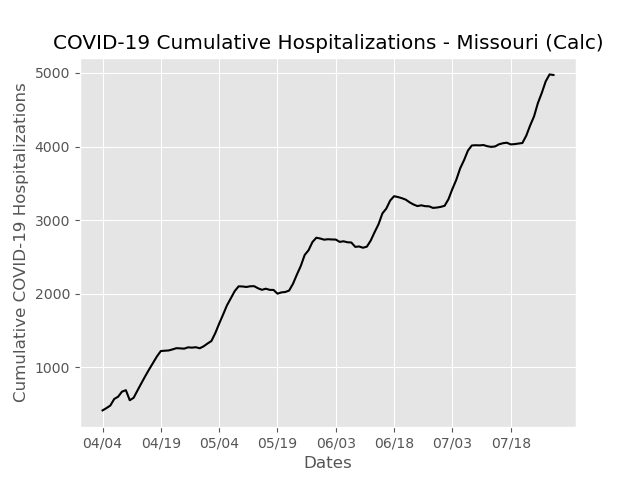 COVID-19 Cumulative Hospitalizations - Missouri (Calc)
Cumulative COVID-19 Hospitalizations
5000
4000
3000
2000
1000
04/04 04/19 05/04 05/19 06/03 06/18 07/03 07/18
Dates